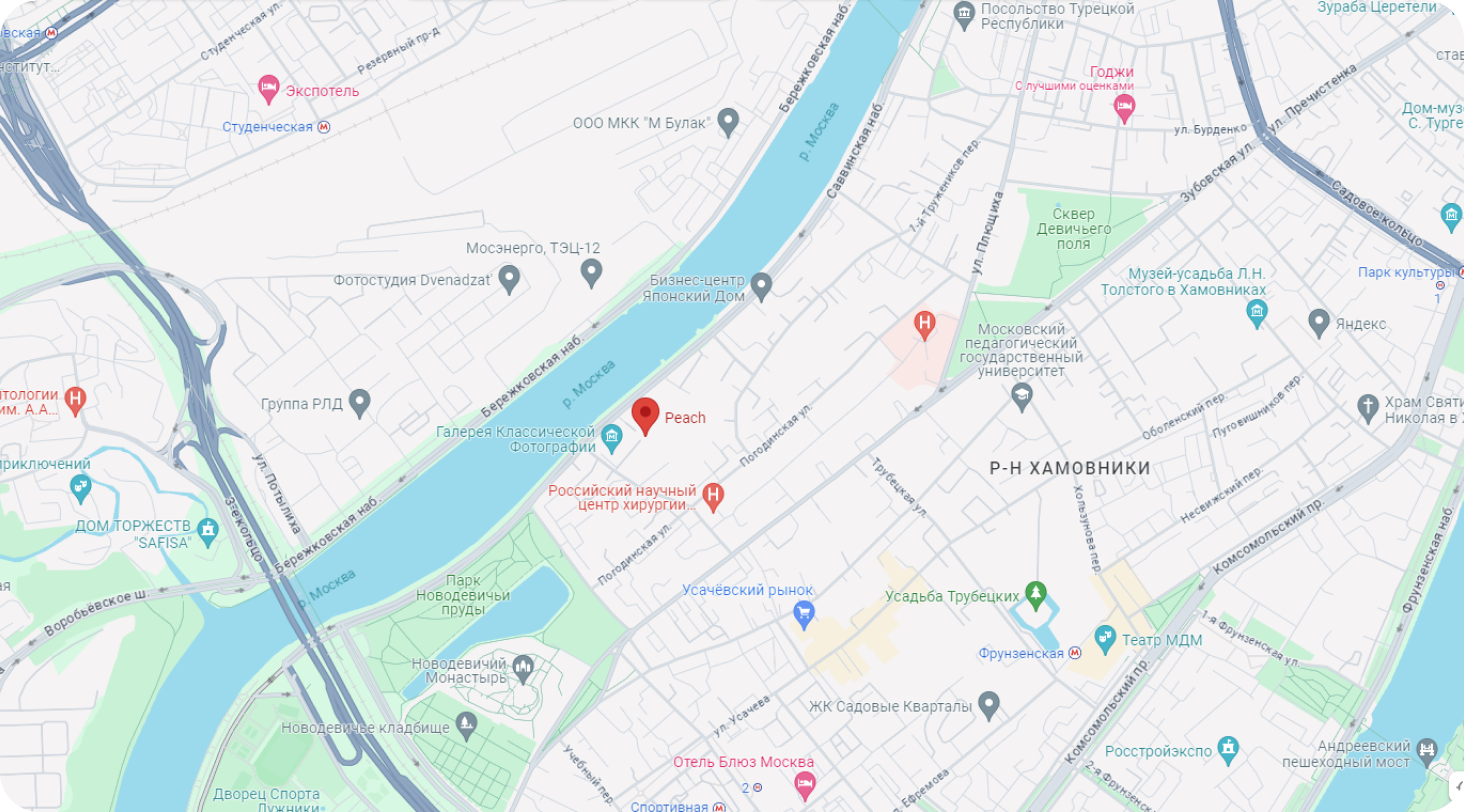 Студенческая ул.
Резервный пр-д
Экспотель
Студенческая
ООО МКК "М Булак"
Бережковская наб.
р. Москва
Саввинская наб.
Посольство Турецкой
Республики
Зураба Церетели
Годжи
С лучшими оценками
ул. Бурденко
ул. Пречистенка
Дом-муз
С. Турге
Зубовская ул.
Садовое кольцо
1-й Тружеников пер.
ул. Плющиха
Сквер
Девичьего
поля
Парк культуры
1
Музей-усадьба Л.Н.
Толстого в Хамовниках
Яндекс
Мосэнерго, ТЭЦ-12
Фотостудия Dvenadzat
Бизнес-центр
Японский Дом
Московский
педагогический
государственный
университет
Бережковская наб.
р. Москва
Группа РЛД
им. А.А...
Peach
Галерея Классической
Фотографии
Погодинская ул.
Оболенский пер.
Пуговишников пер.
Храм Святи
Николая в Х
Р-Н ХАМОВНИКИ
Трубецкая ул.
Хользунова пер.
Несвижский пер.
Комсомольский пр.
Российский научный
центр хирургии...
Погодинская ул.
приключений
ул. Потылиха
3-е кольцо
ДОМ ТОРЖЕСТВ
"SAFISA"
Бережковская наб.
р. Москва
Воробьёвское ш
Парк
Новодевичьи
пруды
Усачёвский рынок
Усадьба Трубецких
Фрунзенская
Театр МДМ
1-я Фрунзенская ул.
Фрунзенская наб
Новодевичий
Монастырь
Новодевичье кладбище
ул. Усачева
ЖК Садовые Кварталы
Комсомольский пр.
Росстройэкспо
Андреевский
пешеходный мост
Отель Блюз Москва
2
Учебный пер.
Спортивная
ул. Ефремова
2-я Фрунзенская
Дворец Спорта
Лужники